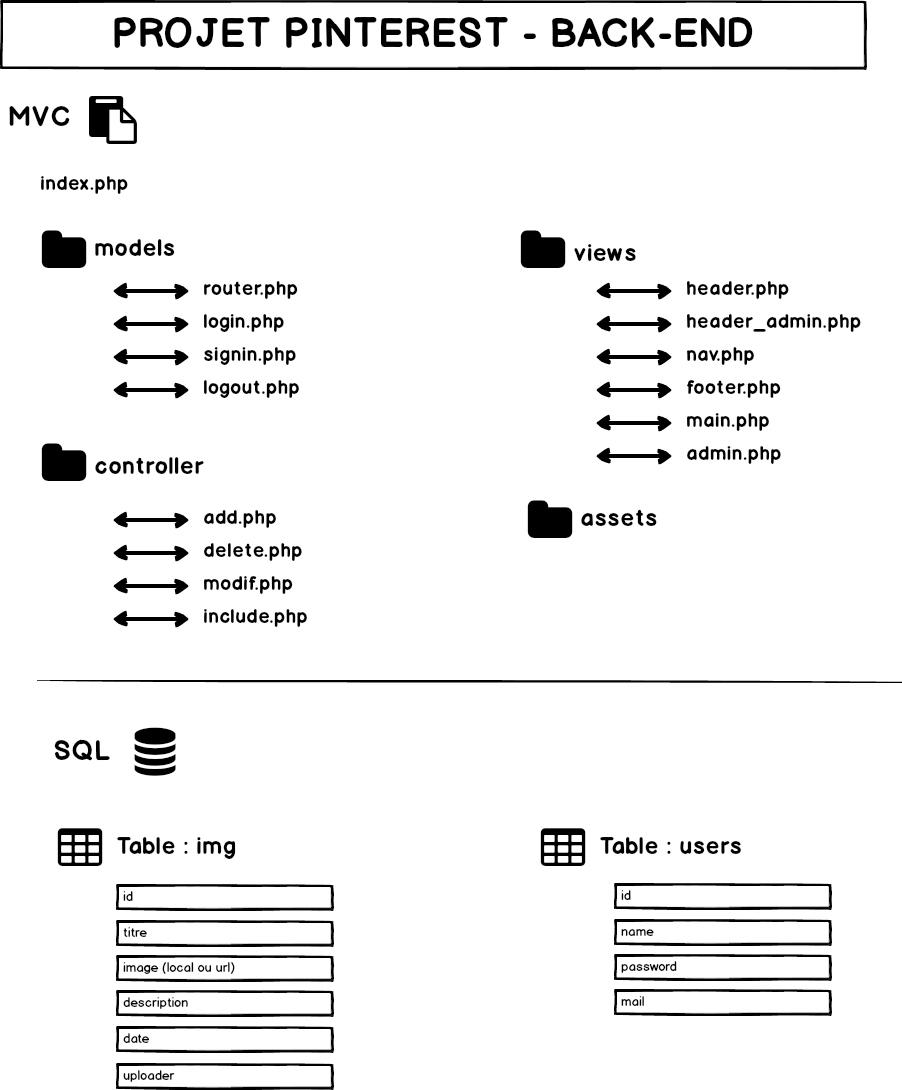 PROJET PINTEREST - BACK-END
MVC
index.php
models
router.php
login.php
signin.php
logout.php
controller
add.php
delete.php
modif.php
include.php
views
header.php
header_admin.php
nav.php
footer.php
main.php
admin.php
assets
SQL
Table : img
id
titre
image (local ou url)
description
date
uploader
Table : users
id
name
password
mail